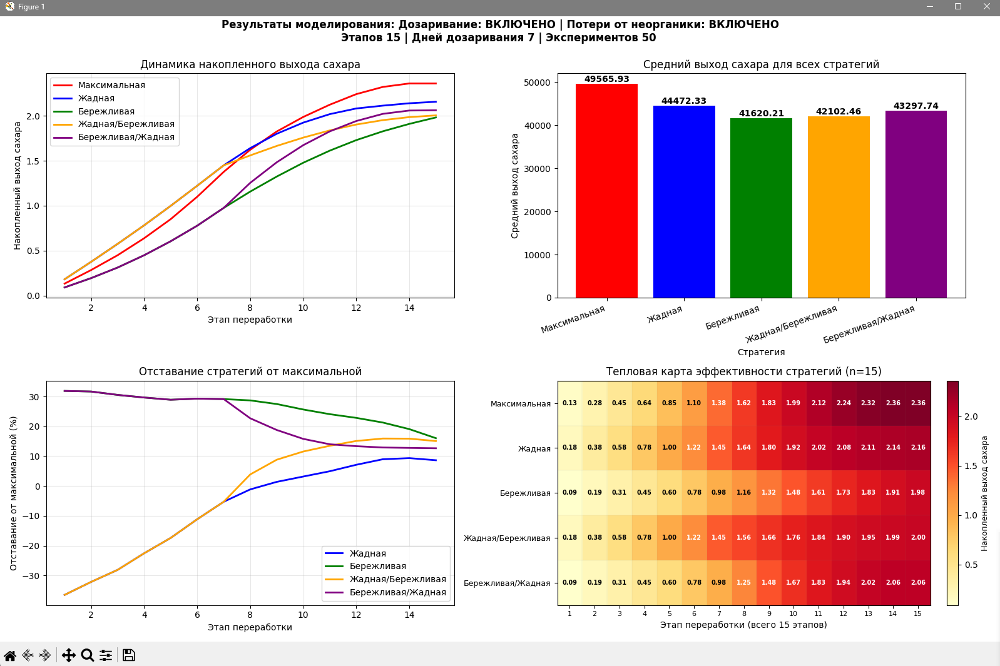 Figure 1
Результаты моделирования: Дозаривание: ВКЛЮЧЕНО | Потери от неорганики: ВКЛЮЧЕНО
Этапов 15 | Дней дозаривания 7 | Экспериментов 50
Динамика накопленного выхода сахара
Накопленный выход сахара
2.0
1.5
1.0
0.5
0.0
Максимальная
Жадная
Бережливая
Жадная/Бережливая
Бережливая/Жадная
2 4 6 8 10 12 14
Этап переработки
Средний выход сахара для всех стратегий
Средний выход сахара
50000
40000
30000
20000
10000
0
49565.93
44472.33
41620.21
42102.46
43297.74
Максимальная
Жадная
Бережливая
Жадная/Бережливая
Бережливая/Жадная
Стратегия
Отставание стратегий от максимальной
Отставание от максимальной (%)
30
20
10
0
−10
−20
−30
Жадная
Бережливая
Жадная/Бережливая
Бережливая/Жадная
2 4 6 8 10 12 14
Этап переработки
Тепловая карта эффективности стратегий (n=15)
Максимальная 0.13 0.28 0.45 0.64 0.85 1.10 1.38 1.62 1.83 1.99 2.12 2.24 2.32 2.36 2.36
Жадная 0.18 0.38 0.58 0.78 1.00 1.22 1.45 1.64 1.80 1.92 2.02 2.08 2.11 2.14 2.16
Бережливая 0.09 0.19 0.31 0.45 0.60 0.78 0.98 1.16 1.32 1.48 1.61 1.73 1.83 1.91 1.98
Жадная/Бережливая 0.18 0.38 0.58 0.78 1.00 1.22 1.45 1.56 1.66 1.76 1.84 1.90 1.95 1.99 2.00
Бережливая/Жадная 0.09 0.19 0.31 0.45 0.60 0.78 0.98 1.25 1.48 1.67 1.83 1.94 2.02 2.06 2.06
1 2 3 4 5 6 7 8 9 10 11 12 13 14 15
Этап переработки (всего 15 этапов)
2.0
1.5
1.0
0.5
Накопленный выход сахара